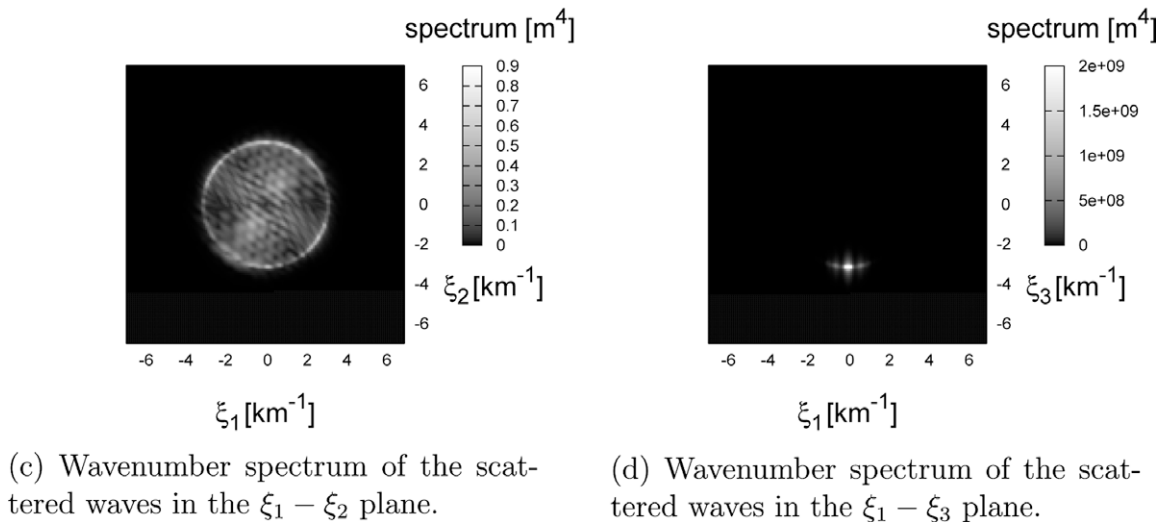 spectrum [m⁴]
0.9
0.8
0.7
0.6
0.5
0.4
0.3
0.2
0.1
0
6
4
2
0
-2
-4
-6
ξ₂[km⁻¹]
-6 -4 -2 0 2 4 6
ξ₁[km⁻¹]
(c) Wavenumber spectrum of the scat-
tered waves in the ξ₁ − ξ₂ plane.
spectrum [m⁴]
2e+09
1.5e+09
1e+09
5e+08
0
6
4
2
0
-2
-4
-6
ξ₃[km⁻¹]
-6 -4 -2 0 2 4 6
ξ₁[km⁻¹]
(d) Wavenumber spectrum of the scat-
tered waves in the ξ₁ − ξ₃ plane.